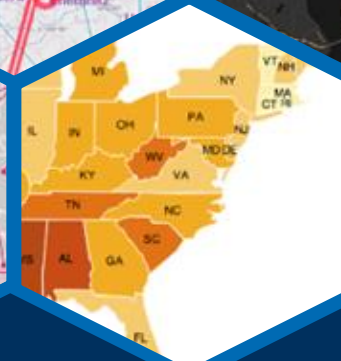 VT NH
MI NY
MA
CT RI
IL IN OH PA NJ
WV MD DE
KY VA
TN NC
SC
MS AL GA
FL